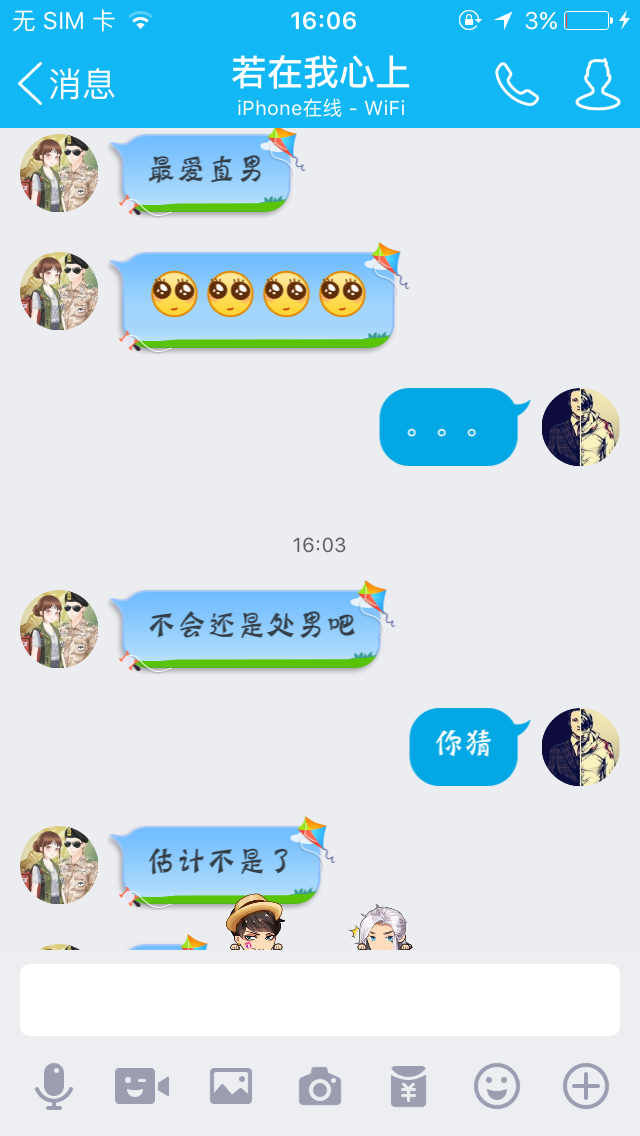 无 SIM 卡 16:06 3%
消息 若在我心上
iPhone在线 - WiFi
最爱直男
。。。
16:03
不会还是处男吧
你猜
估计不是了
¥